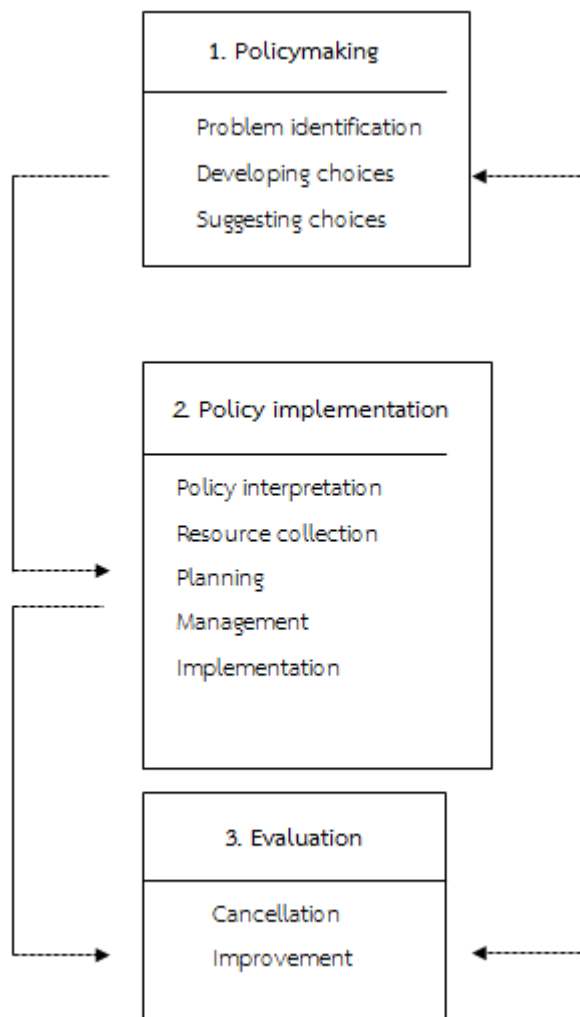 1. Policymaking
Problem identification
Developing choices
Suggesting choices
2. Policy implementation
Policy interpretation
Resource collection
Planning
Management
Implementation
3. Evaluation
Cancellation
Improvement